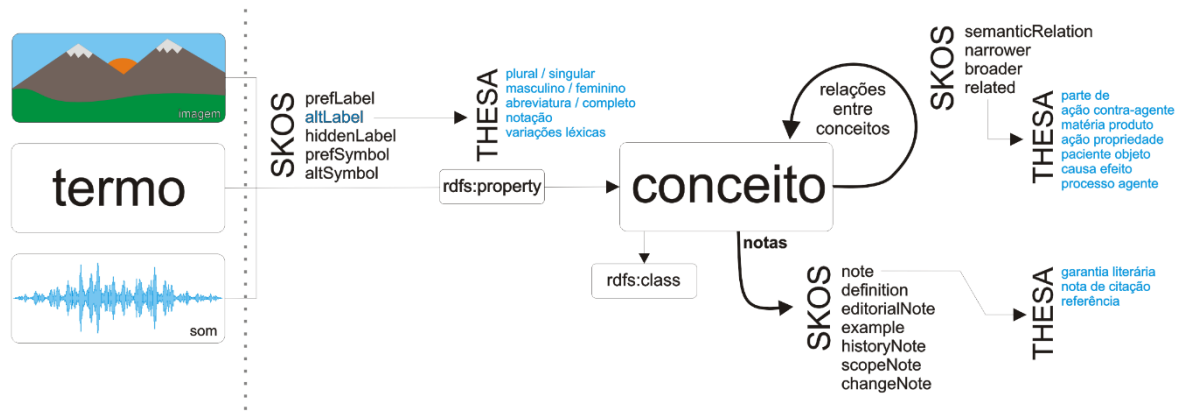 imagem
termo
som
SKOS
prefLabel
altLabel
hiddenLabel
prefSymbol
altSymbol
THESA
plural / singular
masculino / feminino
abreviatura / completo
notação
variações léxicas
rdfs:property
conceito
relações
entre
conceitos
rdfs:class
notas
SKOS
semanticRelation
narrower
broader
related
THESA
parte de
ação contra-agente
matéria produto
ação propriedade
paciente objeto
causa efeito
processo agente
SKOS
note
definition
editorialNote
example
historyNote
scopeNote
changeNote
THESA
garantia literária
nota de citação
referência